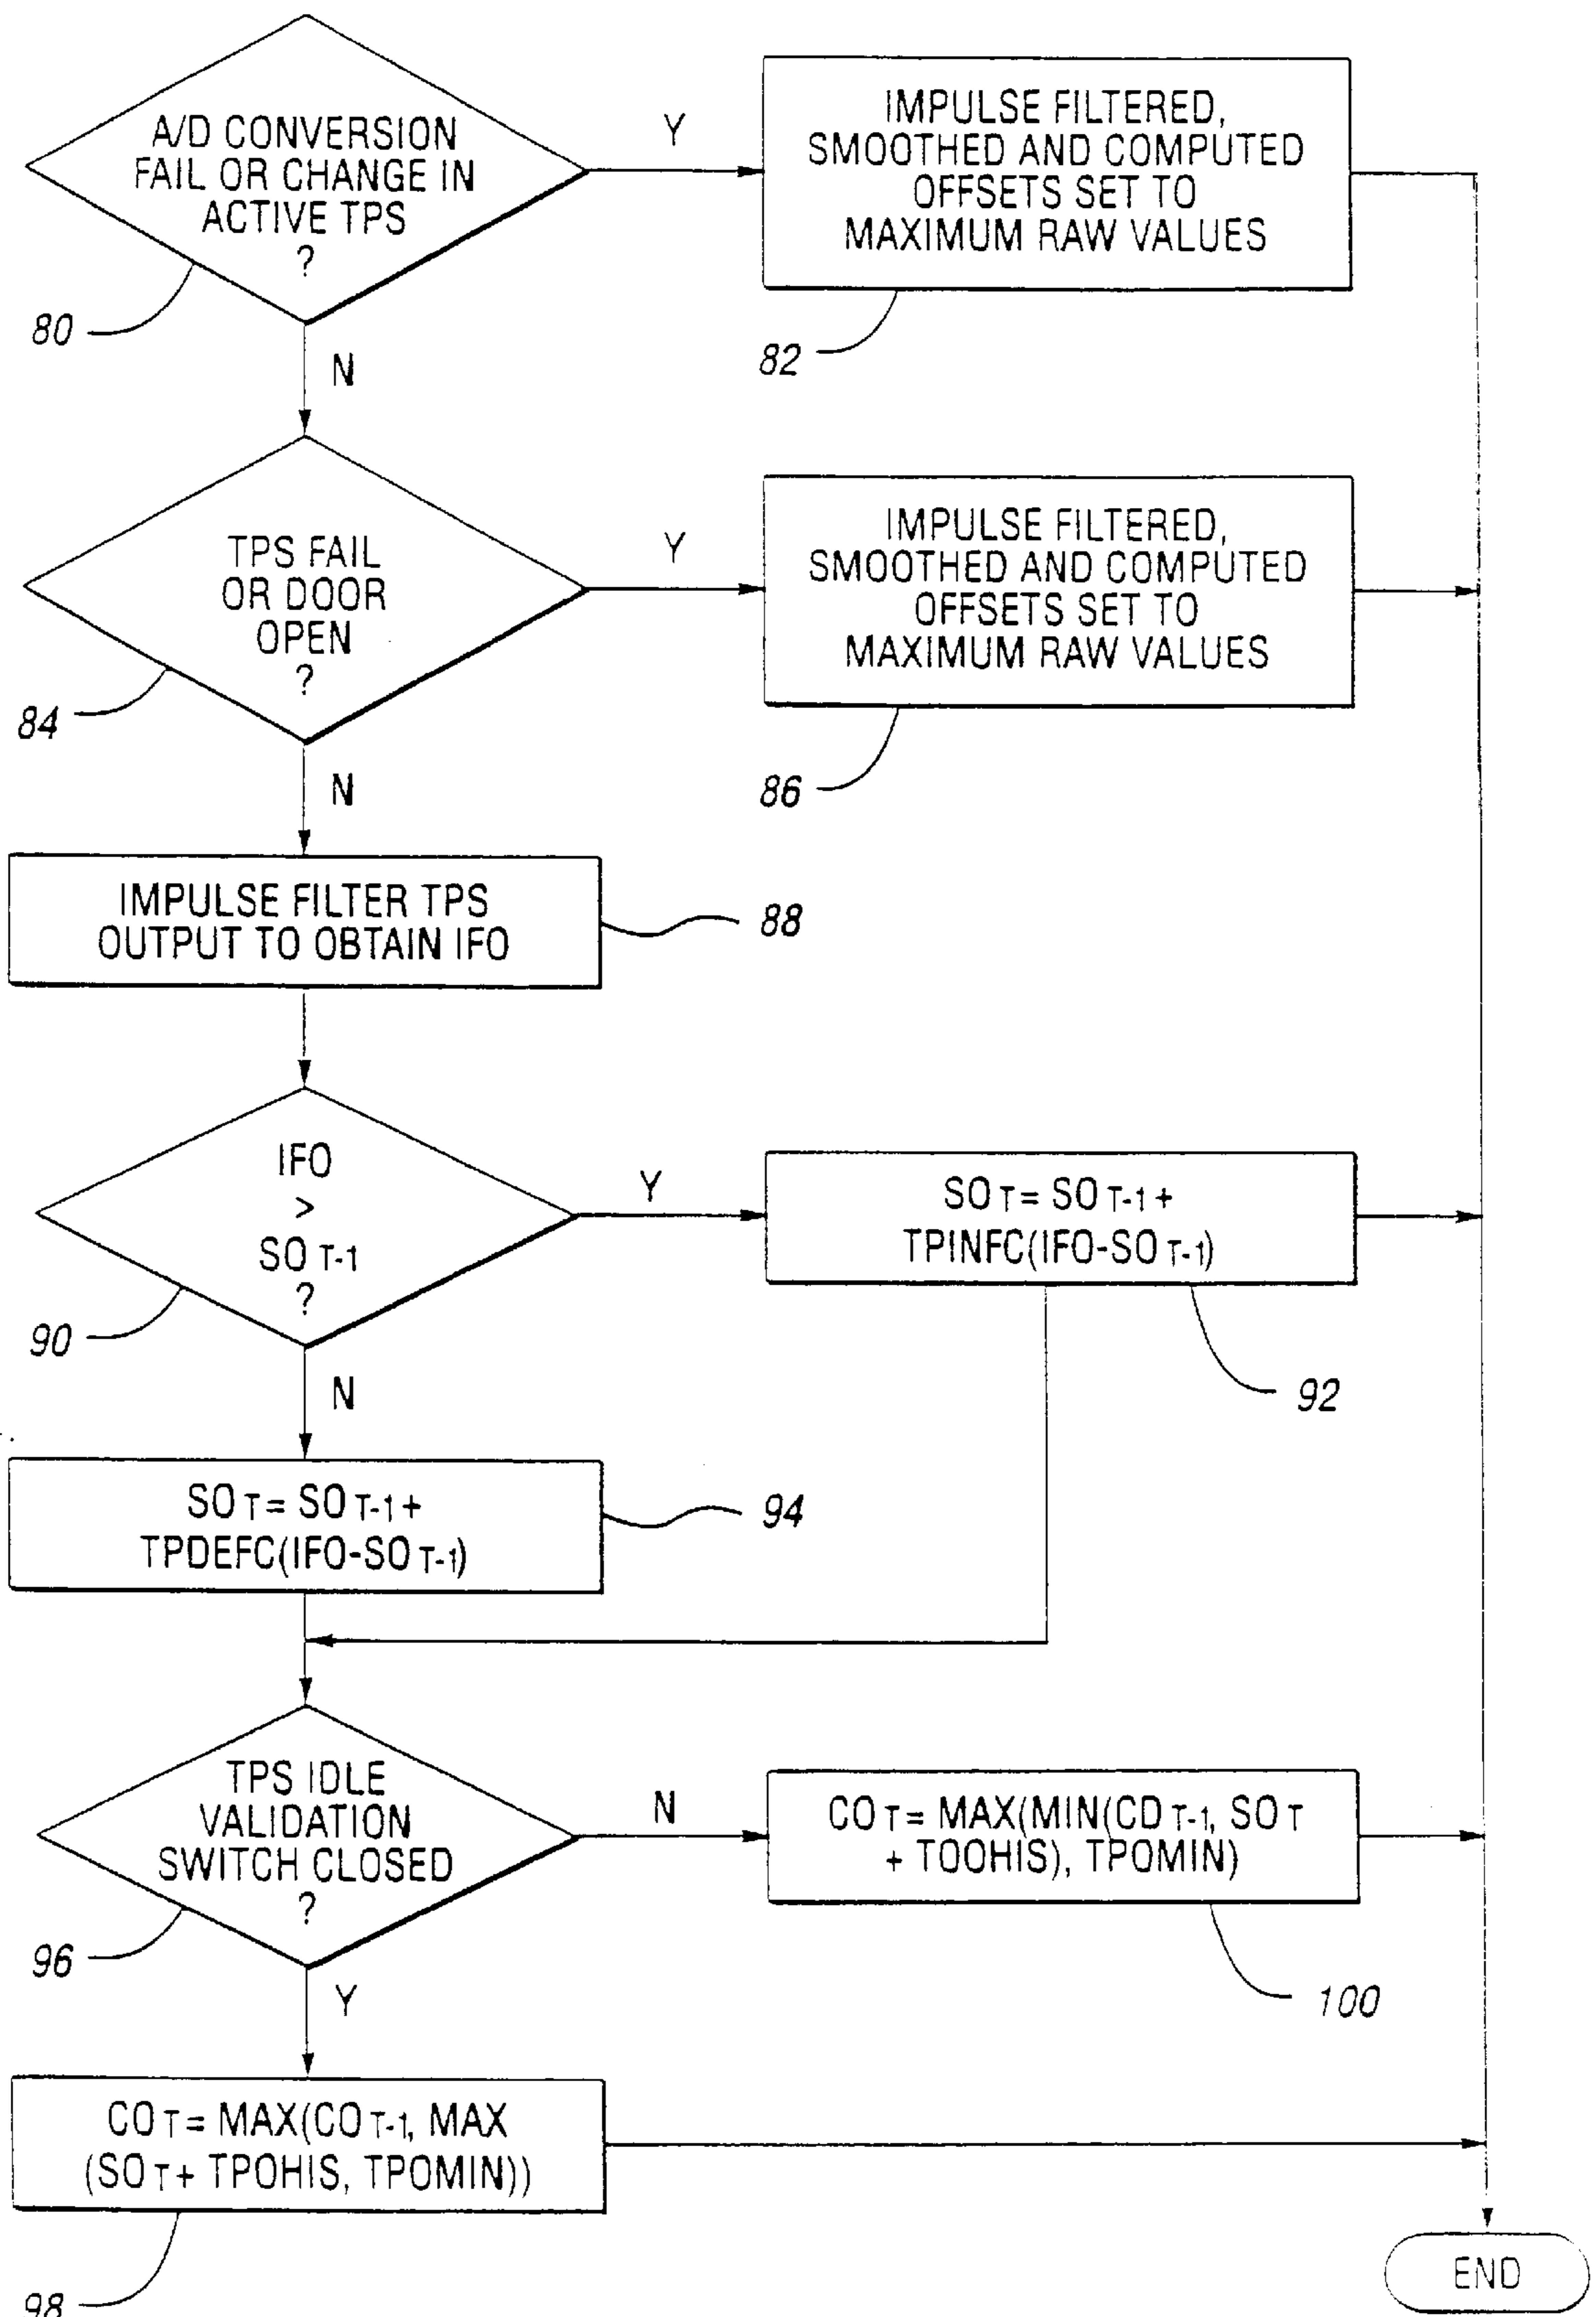 A/D CONVERSION
FAIL OR CHANGE IN
ACTIVE TPS
?
80
Y
IMPULSE FILTERED,
SMOOTHED AND COMPUTED
OFFSETS SET TO
MAXIMUM RAW VALUES
82
N
TPS FAIL
OR DOOR
OPEN
?
84
Y
IMPULSE FILTERED,
SMOOTHED AND COMPUTED
OFFSETS SET TO
MAXIMUM RAW VALUES
86
N
IMPULSE FILTER TPS
OUTPUT TO OBTAIN IFO
88
IFO
>
SO T-1
?
90
Y
SO T = SO T-1 +
TPINFC(IFO-SO T-1)
92
N
SO T = SO T-1 +
TPDEFC(IFO-SO T-1)
94
TPS IDLE
VALIDATION
SWITCH CLOSED
?
96
N
CO T = MAX(MIN(CD T-1, SO T
+ TOOHIS), TPOMIN)
100
Y
CO T = MAX(CO T-1, MAX
(SO T + TPOHIS, TPOMIN))
98
END